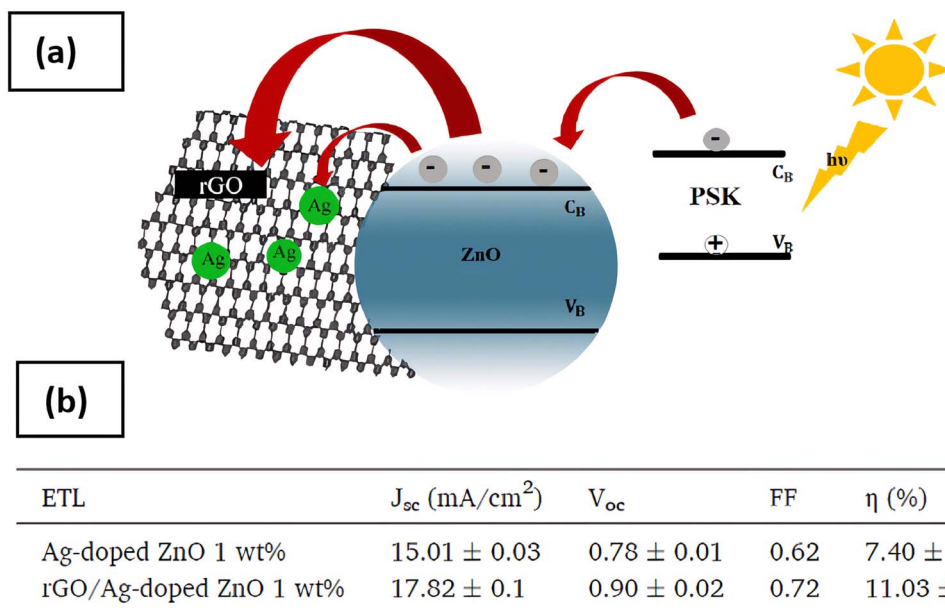 (a)
hυ
-
C_B
PSK
+
V_B
- - -
C_B
ZnO
V_B
rGO
Ag
Ag
Ag
(b)
ETL J_sc (mA/cm²) V_oc FF η (%)
Ag-doped ZnO 1 wt% 15.01 ± 0.03 0.78 ± 0.01 0.62 7.40 ±
rGO/Ag-doped ZnO 1 wt% 17.82 ± 0.1 0.90 ± 0.02 0.72 11.03 ±